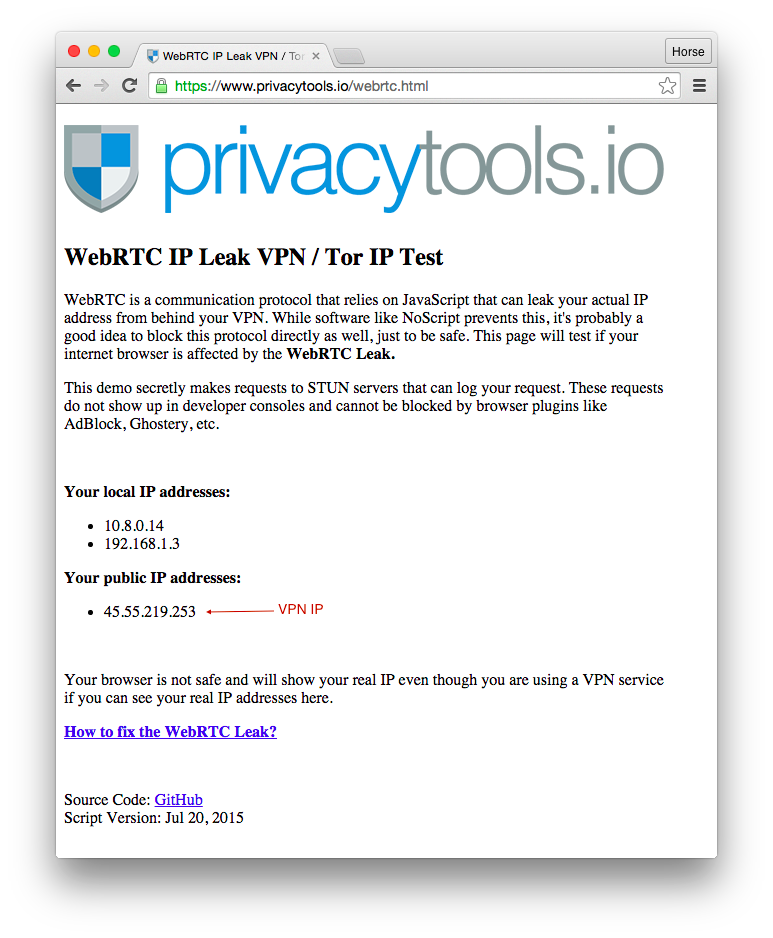 WebRTC IP Leak VPN / Tor
Horse
https://www.privacytools.io/webrtc.html
privacytools.io
WebRTC IP Leak VPN / Tor IP Test
WebRTC is a communication protocol that relies on JavaScript that can leak your actual IP
address from behind your VPN. While software like NoScript prevents this, it's probably a
good idea to block this protocol directly as well, just to be safe. This page will test if your
internet browser is affected by the WebRTC Leak.
This demo secretly makes requests to STUN servers that can log your request. These requests
do not show up in developer consoles and cannot be blocked by browser plugins like
AdBlock, Ghostery, etc.
Your local IP addresses:
• 10.8.0.14
• 192.168.1.3
Your public IP addresses:
• 45.55.219.253 VPN IP
Your browser is not safe and will show your real IP even though you are using a VPN service
if you can see your real IP addresses here.
How to fix the WebRTC Leak?
Source Code: GitHub
Script Version: Jul 20, 2015